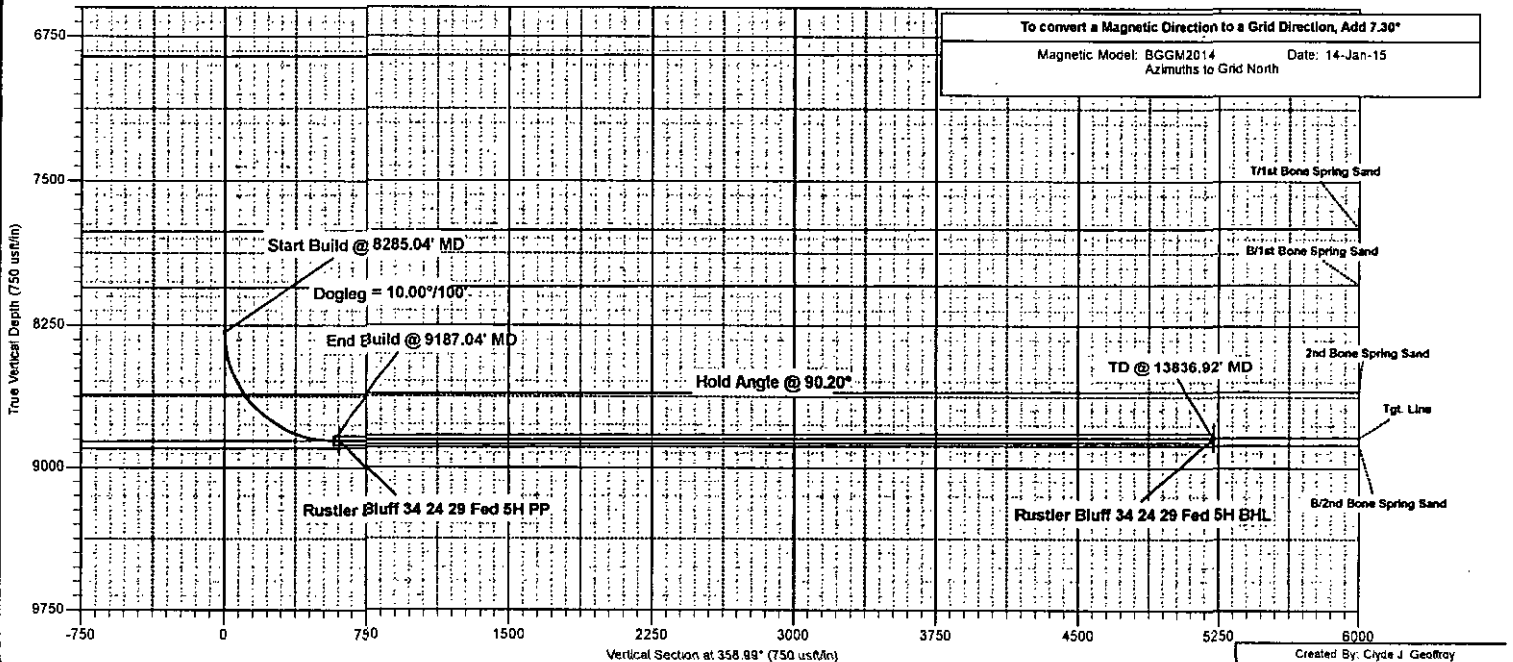 To convert a Magnetic Direction to a Grid Direction, Add 7.30°
Magnetic Model: BGGM2014 Date: 14-Jan-15
Azimuths to Grid North
6750
7500
8250
9000
9750
True Vertical Depth (750 usft/in)
T/1st Bone Spring Sand
B/1st Bone Spring Sand
Start Build @ 8285.04' MD
Dogleg = 10.00°/100'
End Build @ 9187.04' MD
Hold Angle @ 90.20°
TD @ 13836.92' MD
2nd Bone Spring Sand
Tgt. Line
B/2nd Bone Spring Sand
Rustler Bluff 34 24 29 Fed 5H PP
Rustler Bluff 34 24 29 Fed 5H BHL
-750 0 750 1500 2250 3000 3750 4500 5250 6000
Vertical Section at 358.99° (750 usft/in)
Created By: Clyde J. Geoffroy